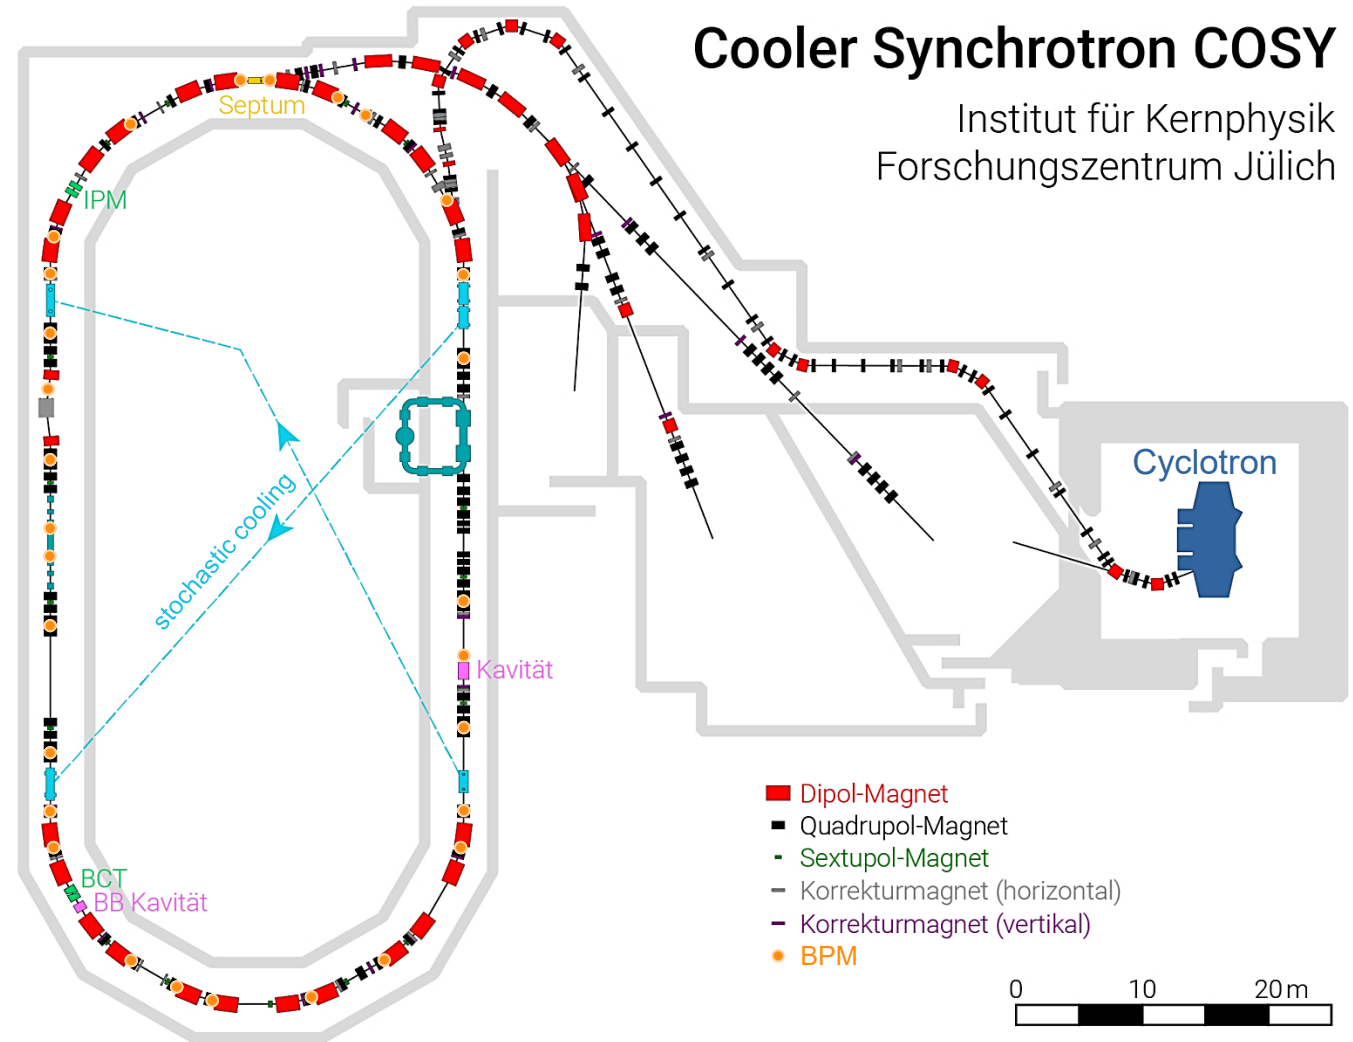 Cooler Synchrotron COSY
Institut für Kernphysik
Forschungszentrum Jülich
Septum
IPM
stochastic cooling
Cyclotron
Kavität
BCT
BB Kavität
Dipol-Magnet
Quadrupol-Magnet
Sextupol-Magnet
Korrekturmagnet (horizontal)
Korrekturmagnet (vertikal)
BPM
0 10 20 m